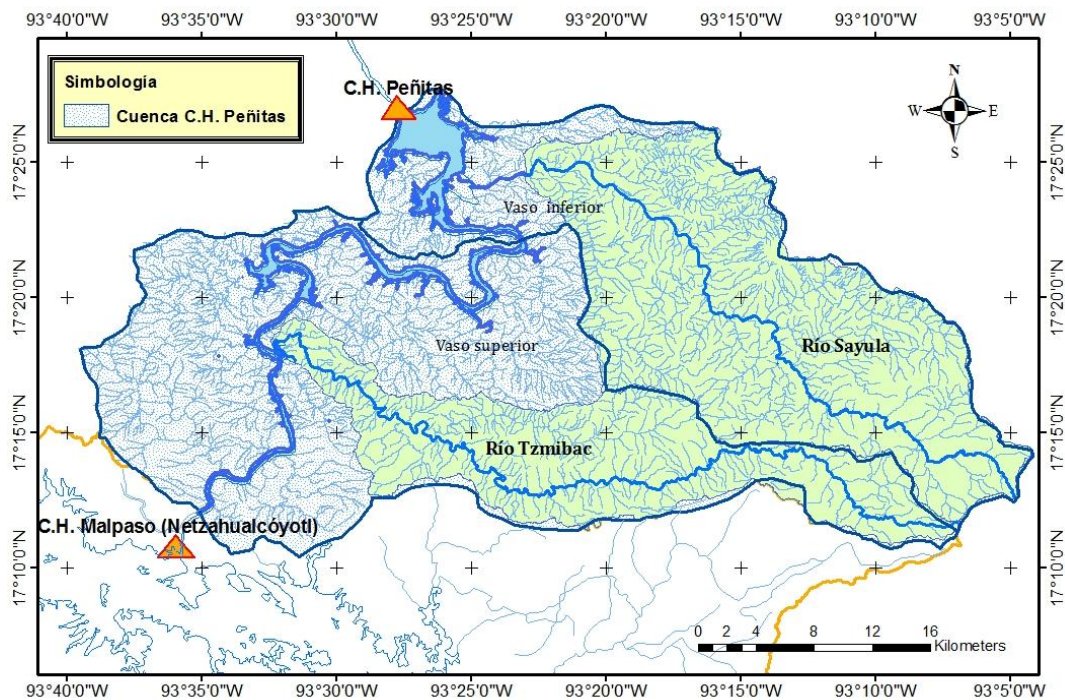 93°40'0"W 93°35'0"W 93°30'0"W 93°25'0"W 93°20'0"W 93°15'0"W 93°10'0"W 93°5'0"W
Simbología
Cuenca C.H. Peñitas
C.H. Peñitas
N
W E
S
17°25'0"N 17°25'0"N
Vaso inferior
17°20'0"N 17°20'0"N
Vaso superior
Río Sayula
17°15'0"N 17°15'0"N
Río Tzmibac
C.H. Malpaso (Netzahualcóyotl)
17°10'0"N 17°10'0"N
0 2 4 8 12 16
Kilometers
93°40'0"W 93°35'0"W 93°30'0"W 93°25'0"W 93°20'0"W 93°15'0"W 93°10'0"W 93°5'0"W